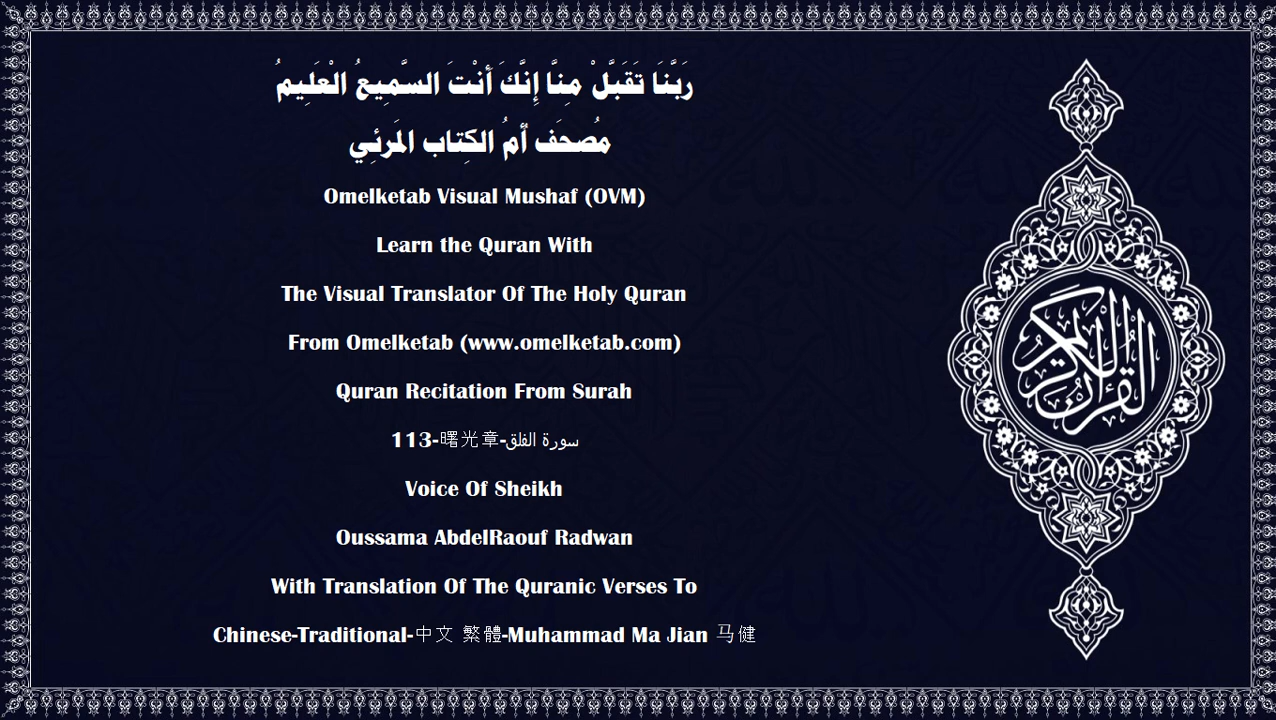 رَبَّنَا تَقَبَّلْ مِنَّا إِنَّكَ أَنْتَ السَّمِيعُ الْعَلِيمُ
مُصحَف أمُ الكِتاب المَرئِي
Omelketab Visual Mushaf (OVM)
Learn the Quran With
The Visual Translator Of The Holy Quran
From Omelketab (www.omelketab.com)
Quran Recitation From Surah
113-曙光章-سورة الفلق
Voice Of Sheikh
Oussama AbdelRaouf Radwan
With Translation Of The Quranic Verses To
Chinese-Traditional-中文 繁體-Muhammad Ma Jian 马健
القرآن الكريم